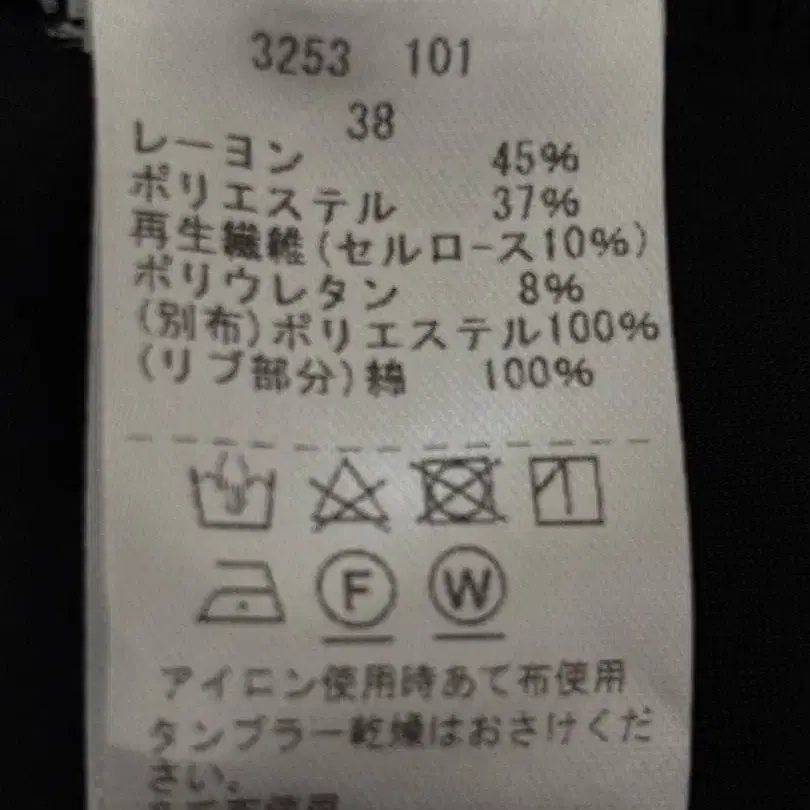 3253 101
38
レーヨン 45%
ポリエステル 37%
再生繊維(セルロ-ス10%)
ポリウレタン 8%
(別布)ポリエステル100%
(リブ部分)綿 100%
F W
アイロン使用時あて布使用
タンブラー乾燥はおさけくだ
さい。